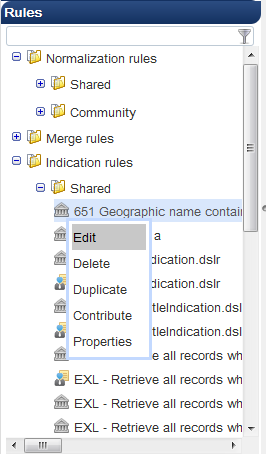 Rules
Normalization rules
Shared
Community
Merge rules
Indication rules
Shared
651 Geographic name contain
Edit
a
Delete
dication.dslr
Duplicate
dication.dslr
Contribute
tleIndication.dsl
tleIndication.dsl
Properties
e all records wh
EXL - Retrieve all records wh
EXL - Retrieve all records wh
EXL - Retrieve all records wh